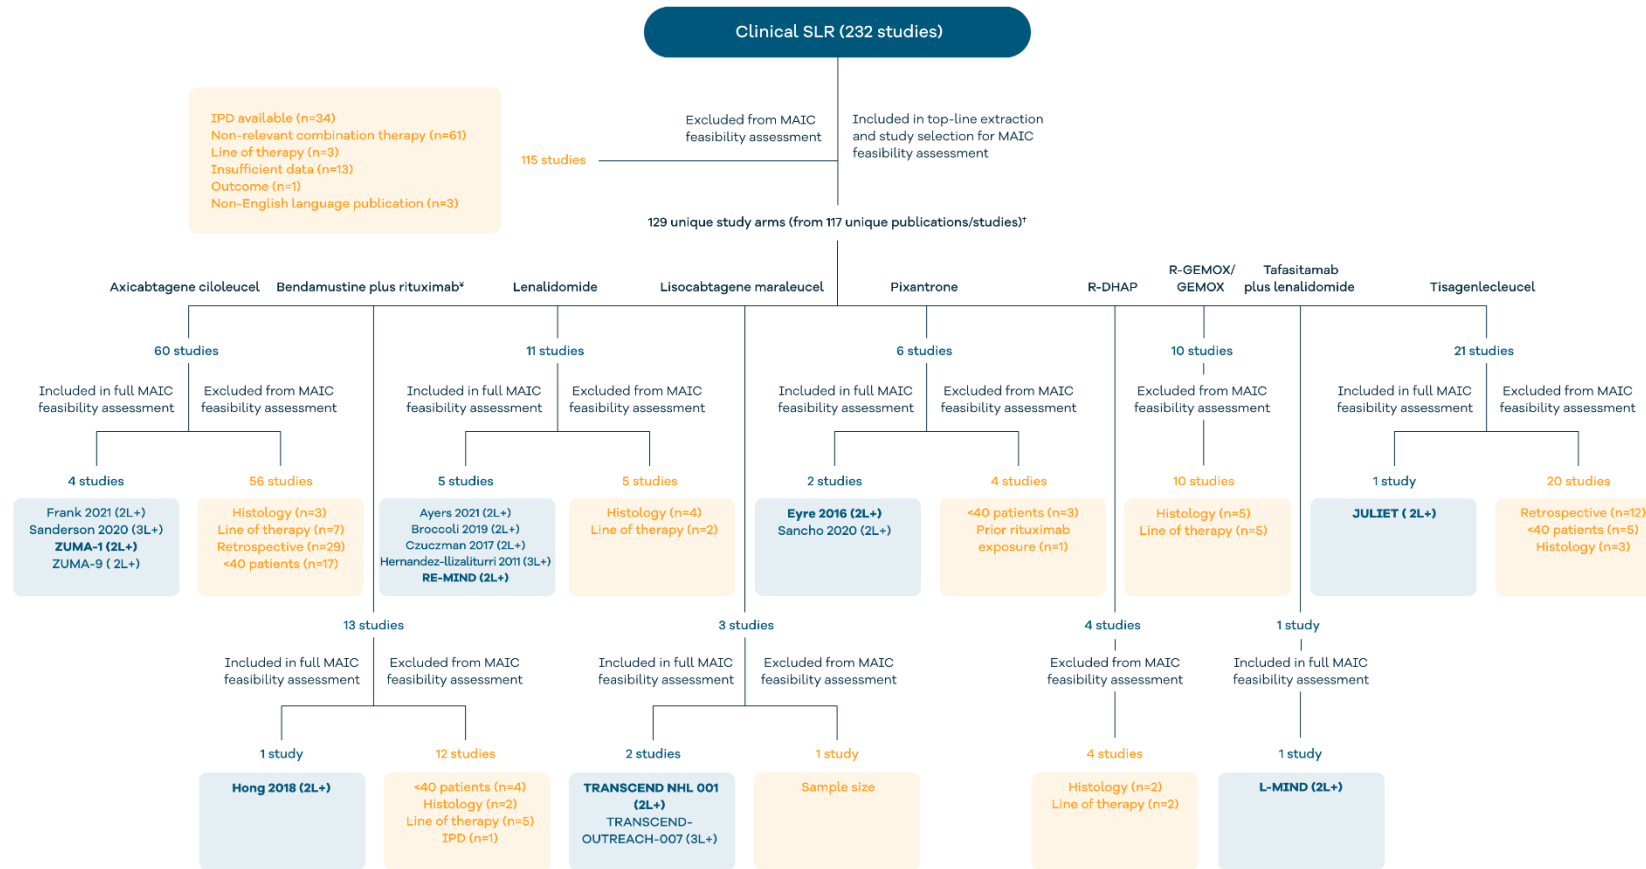 Clinical SLR (232 studies)
IPD available (n=34)
Non-relevant combination therapy (n=61)
Line of therapy (n=3)
Insufficient data (n=13)
Outcome (n=1)
Non-English language publication (n=3)
115 studies
Excluded from MAIC
feasibility assessment
Included in top-line extraction
and study selection for MAIC
feasibility assessment
129 unique study arms (from 117 unique publications/studies)†
Axicabtagene ciloleucel
Bendamustine plus rituximab¥
Lenalidomide
Lisocabtagene maraleucel
Pixantrone
R-DHAP
R-GEMOX/
GEMOX
Tafasitamab
plus lenalidomide
Tisagenlecleucel
60 studies
11 studies
6 studies
10 studies
21 studies
Included in full MAIC
feasibility assessment
Excluded from MAIC
feasibility assessment
Included in full MAIC
feasibility assessment
Excluded from MAIC
feasibility assessment
Included in full MAIC
feasibility assessment
Excluded from MAIC
feasibility assessment
Excluded from MAIC
feasibility assessment
Included in full MAIC
feasibility assessment
Excluded from MAIC
feasibility assessment
4 studies
Frank 2021 (2L+)
Sanderson 2020 (3L+)
ZUMA-1 (2L+)
ZUMA-9 ( 2L+)
56 studies
Histology (n=3)
Line of therapy (n=7)
Retrospective (n=29)
<40 patients (n=17)
5 studies
Ayers 2021 (2L+)
Broccoli 2019 (2L+)
Czuczman 2017 (2L+)
Hernandez-llizaliturri 2011 (3L+)
RE-MIND (2L+)
5 studies
Histology (n=4)
Line of therapy (n=2)
2 studies
Eyre 2016 (2L+)
Sancho 2020 (2L+)
4 studies
<40 patients (n=3)
Prior rituximab
exposure (n=1)
10 studies
Histology (n=5)
Line of therapy (n=5)
1 study
JULIET ( 2L+)
20 studies
Retrospective (n=12)
<40 patients (n=5)
Histology (n=3)
13 studies
3 studies
4 studies
1 study
Included in full MAIC
feasibility assessment
Excluded from MAIC
feasibility assessment
Included in full MAIC
feasibility assessment
Excluded from MAIC
feasibility assessment
Excluded from MAIC
feasibility assessment
Included in full MAIC
feasibility assessment
1 study
Hong 2018 (2L+)
12 studies
<40 patients (n=4)
Histology (n=2)
Line of therapy (n=5)
IPD (n=1)
2 studies
TRANSCEND NHL 001
(2L+)
TRANSCEND-
OUTREACH-007 (3L+)
1 study
Sample size
4 studies
Histology (n=2)
Line of therapy (n=2)
1 study
L-MIND (2L+)